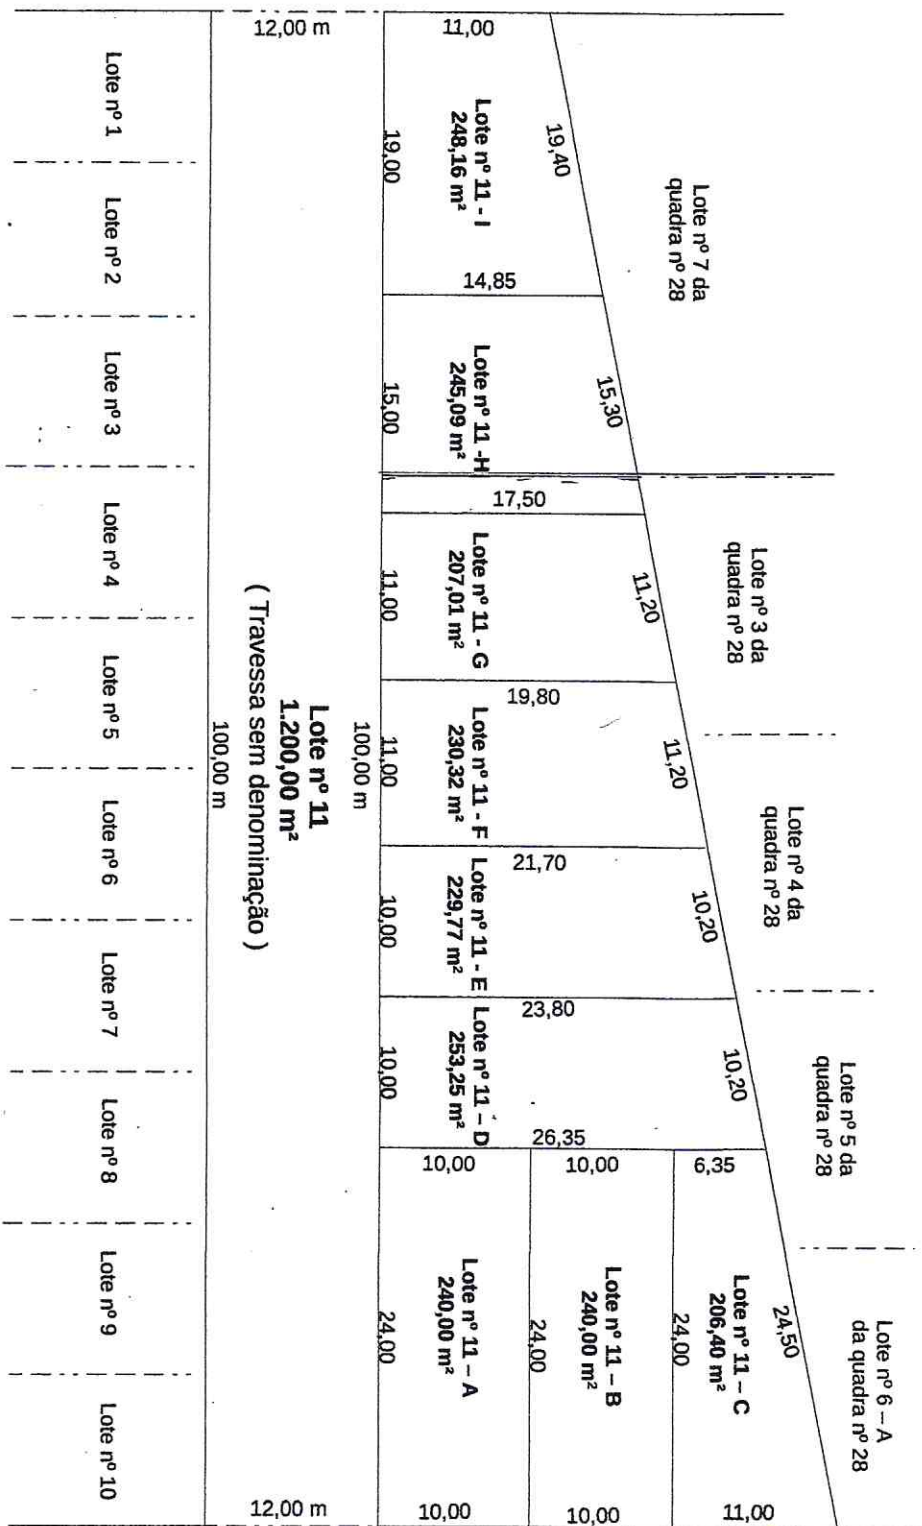 12,00 m
11,00
Lote nº 1
Lote nº 2
Lote nº 3
Lote nº 4
Lote nº 5
Lote nº 6
Lote nº 7
Lote nº 8
Lote nº 9
Lote nº 10
100,00 m
( Travessa sem denominação )
Lote nº 11
1.200,00 m²
100,00 m
12,00 m
Lote nº 11 - I
248,16 m²
19,00
19,40
14,85
Lote nº 7 da
quadra nº 28
Lote nº 11 -H
245,09 m²
15,00
15,30
17,50
Lote nº 11 - G
207,01 m²
11,00
11,20
19,80
Lote nº 3 da
quadra nº 28
Lote nº 11 - F
230,32 m²
11,00
11,20
21,70
Lote nº 4 da
quadra nº 28
Lote nº 11 - E
229,77 m²
10,00
10,20
23,80
Lote nº 11 – D
253,25 m²
10,00
10,20
26,35
Lote nº 5 da
quadra nº 28
10,00
10,00
6,35
Lote nº 11 – A
240,00 m²
24,00
Lote nº 11 – B
240,00 m²
24,00
Lote nº 11 – C
206,40 m²
24,00
24,50
Lote nº 6 – A
da quadra nº 28
10,00
10,00
11,00